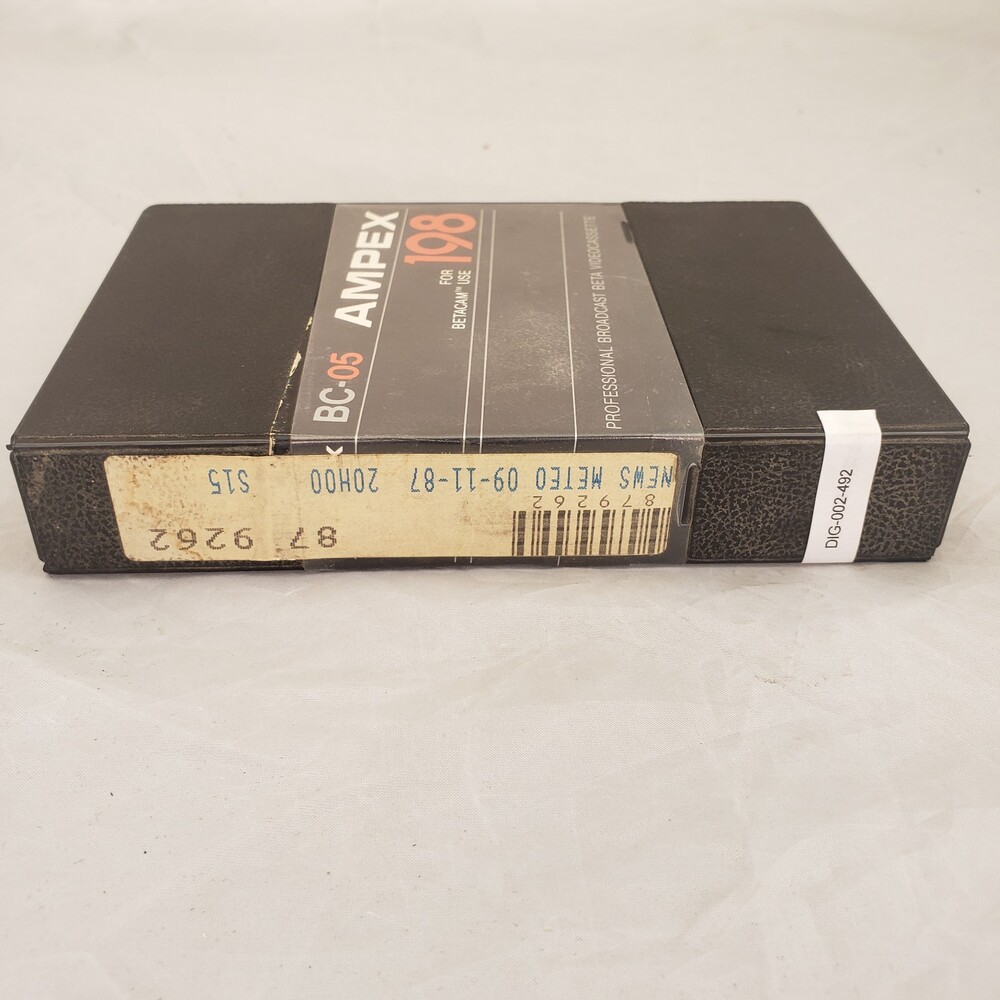 BC-05 AMPEX
198
FOR
BETACAM™ USE
PROFESSIONAL BROADCAST BETA VIDEOCASSETTE
X
879262
NEWS METEO 09-11-87 20H00 S15
87 9262
DIG-002-492